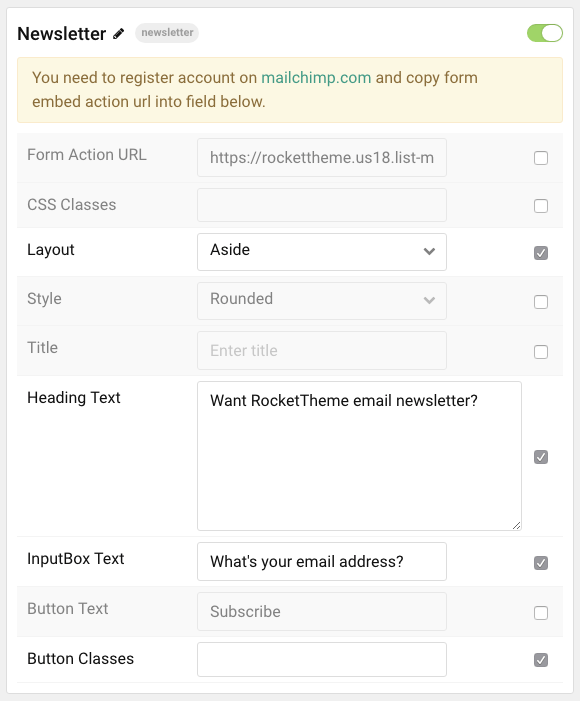 Newsletter newsletter
You need to register account on mailchimp.com and copy form
embed action url into field below.
Form Action URL https://rockettheme.us18.list-m
CSS Classes
Layout Aside
Style Rounded
Title Enter title
Heading Text Want RocketTheme email newsletter?
InputBox Text What's your email address?
Button Text Subscribe
Button Classes